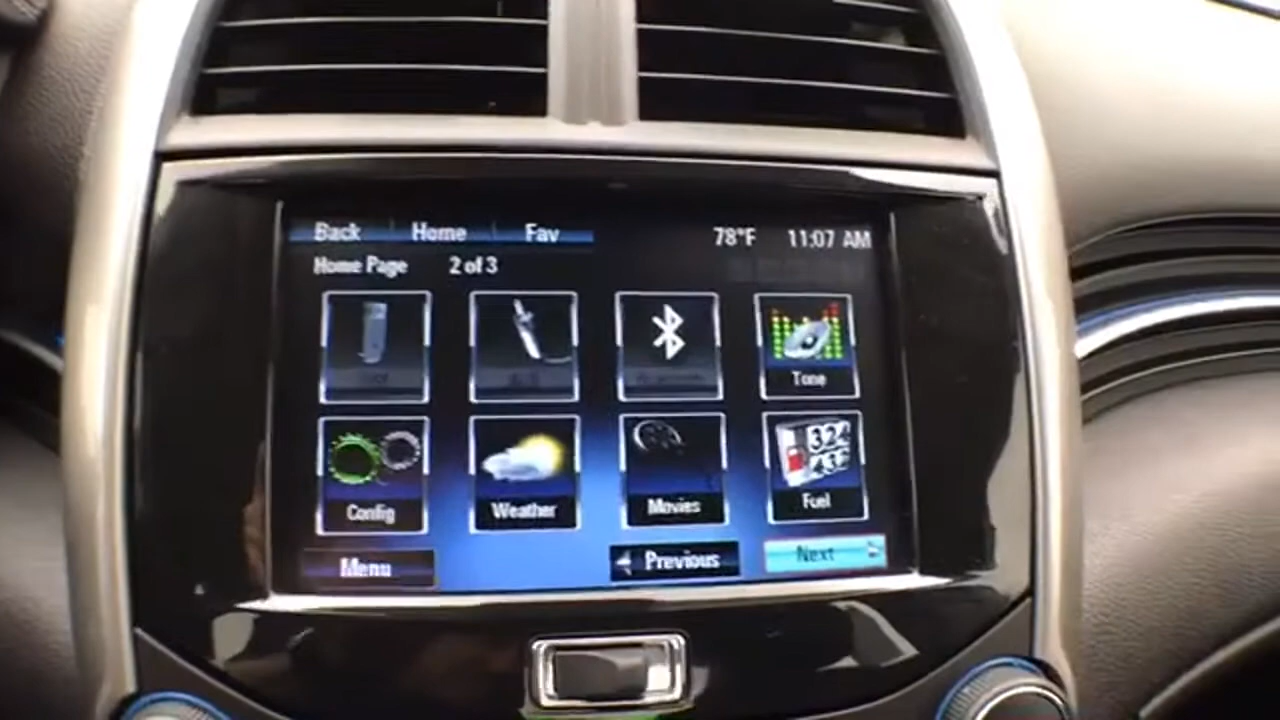 Back Home Fav 78°F 11:07 AM
Home Page 2 of 3
Tone
Config Weather Movies Fuel
Menu Previous Next